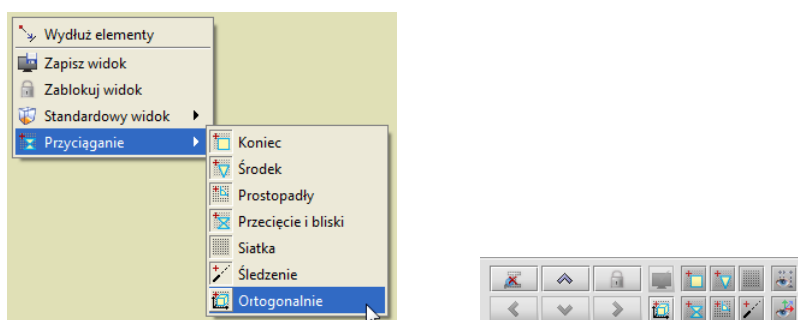 Wydłuż elementy
Zapisz widok
Zablokuj widok
Standardowy widok
Przyciąganie
Koniec
Środek
Prostopadły
Przecięcie i bliski
Siatka
Śledzenie
Ortogonalnie